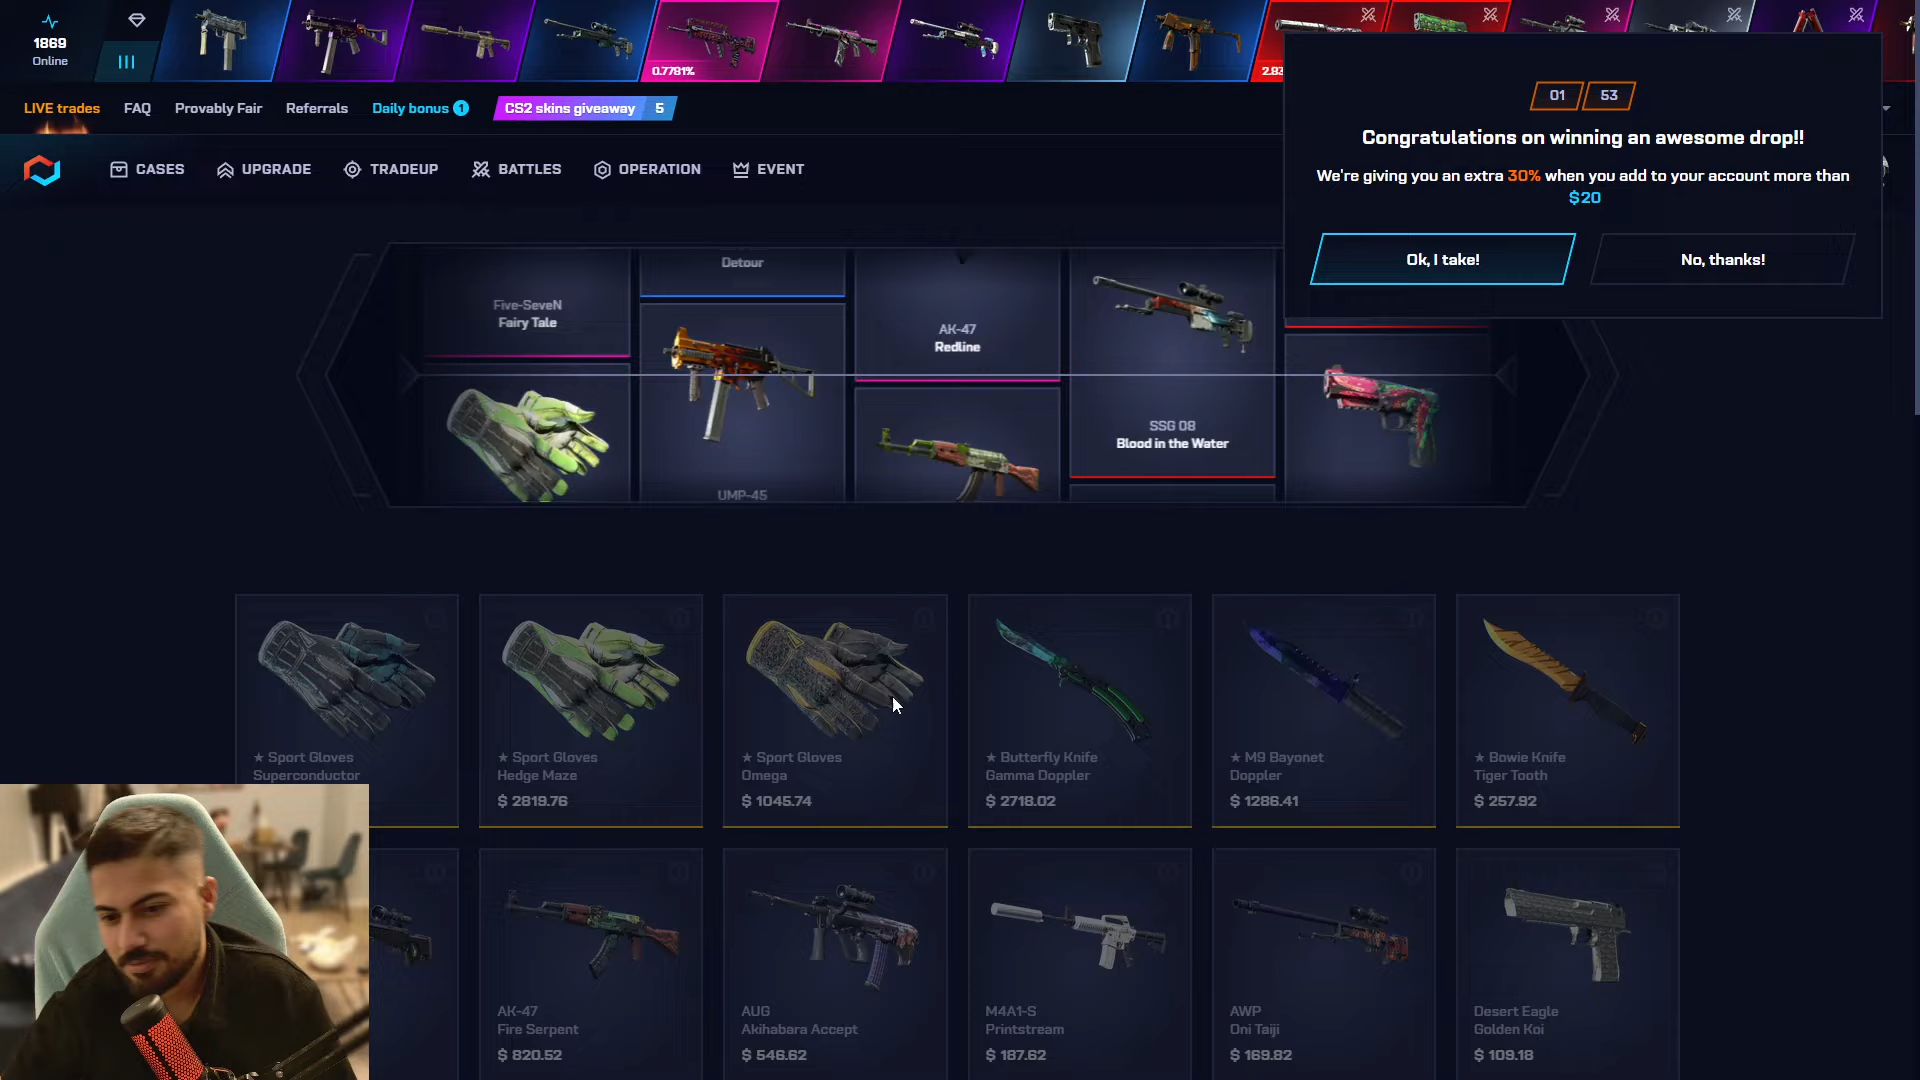 1869
Online
0.7781%
2.83
LIVE trades
FAQ
Provably Fair
Referrals
Daily bonus 1
CS2 skins giveaway 5
01 53
Congratulations on winning an awesome drop!!
We're giving you an extra 30% when you add to your account more than
$20
Ok, I take!
No, thanks!
CASES
UPGRADE
TRADEUP
BATTLES
OPERATION
EVENT
Five-SeveN
Fairy Tale
Detour
UMP-45
AK-47
Redline
SSG 08
Blood in the Water
★ Sport Gloves
Superconductor
★ Sport Gloves
Hedge Maze
$ 2819.76
★ Sport Gloves
Omega
$ 1045.74
★ Butterfly Knife
Gamma Doppler
$ 2718.02
★ M9 Bayonet
Doppler
$ 1286.41
★ Bowie Knife
Tiger Tooth
$ 257.92
AK-47
Fire Serpent
$ 820.52
AUG
Akihabara Accept
$ 546.62
M4A1-S
Printstream
$ 187.62
AWP
Oni Taiji
$ 169.82
Desert Eagle
Golden Koi
$ 109.18